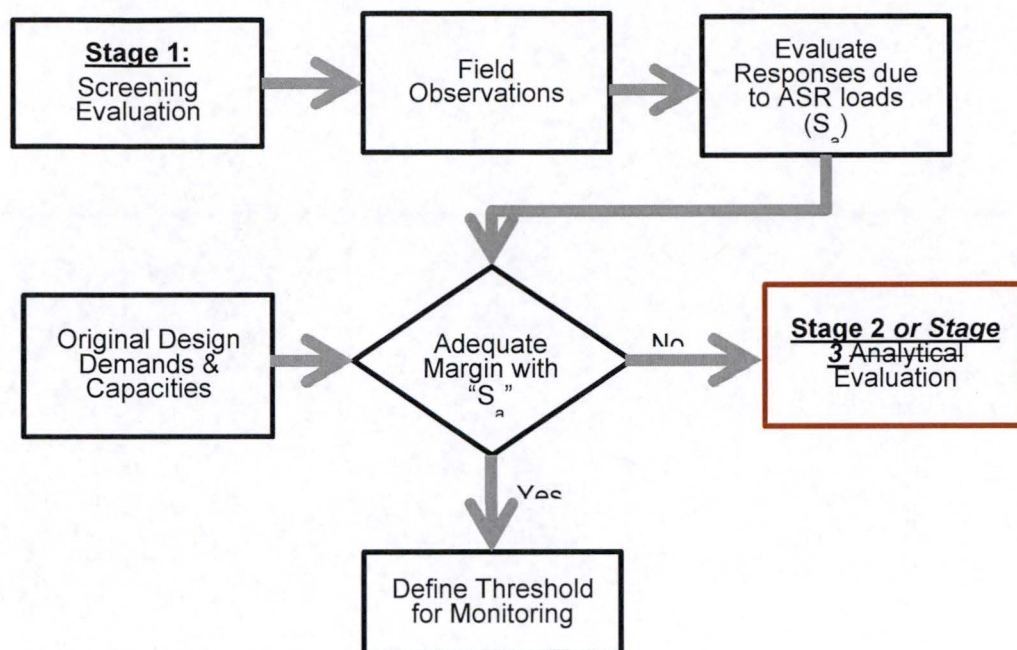 Stage 1:
Screening
Evaluation
Field
Observations
Evaluate
Responses due
to ASR loads
(Sa)
Original Design
Demands &
Capacities
Adequate
Margin with
“Sa”
No
Stage 2 or Stage
3 Analytical
Evaluation
Yes
Define Threshold
for Monitoring